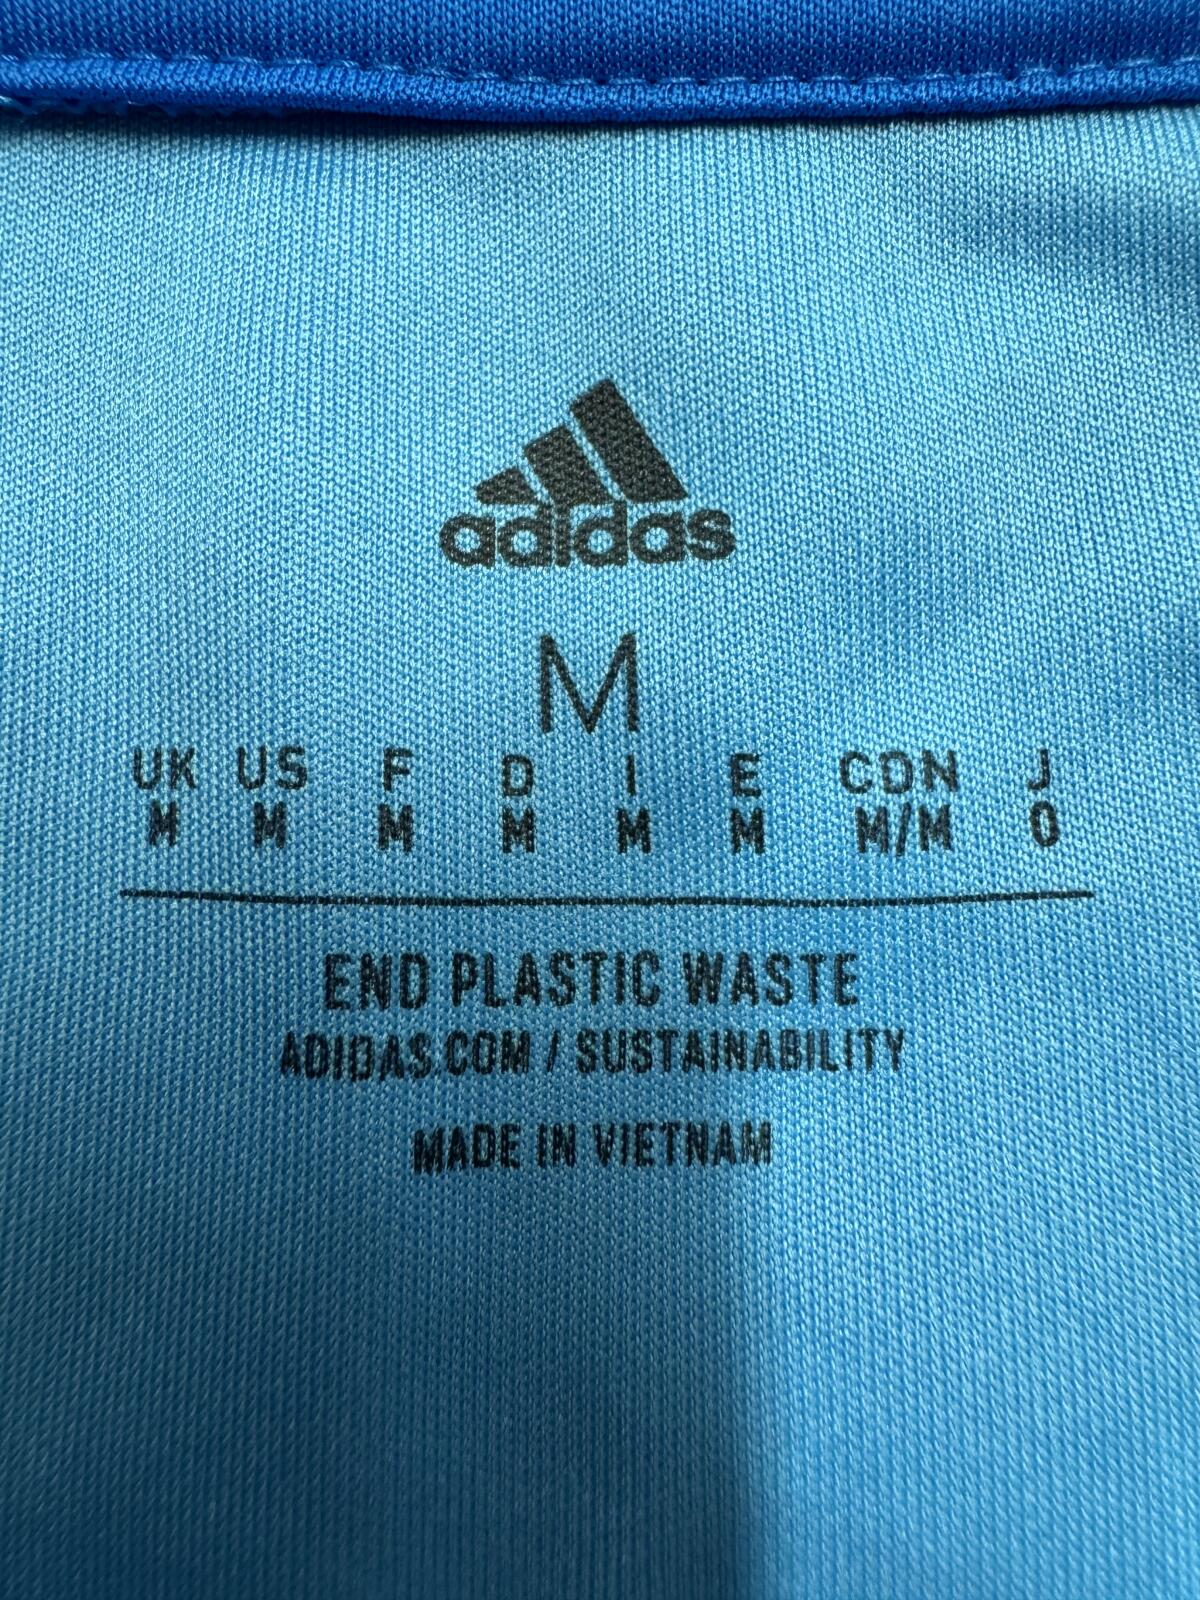 adidas
M
UK US F D I E CDN J
M M M M M M M/M O
END PLASTIC WASTE
ADIDAS.COM / SUSTAINABILITY
MADE IN VIETNAM